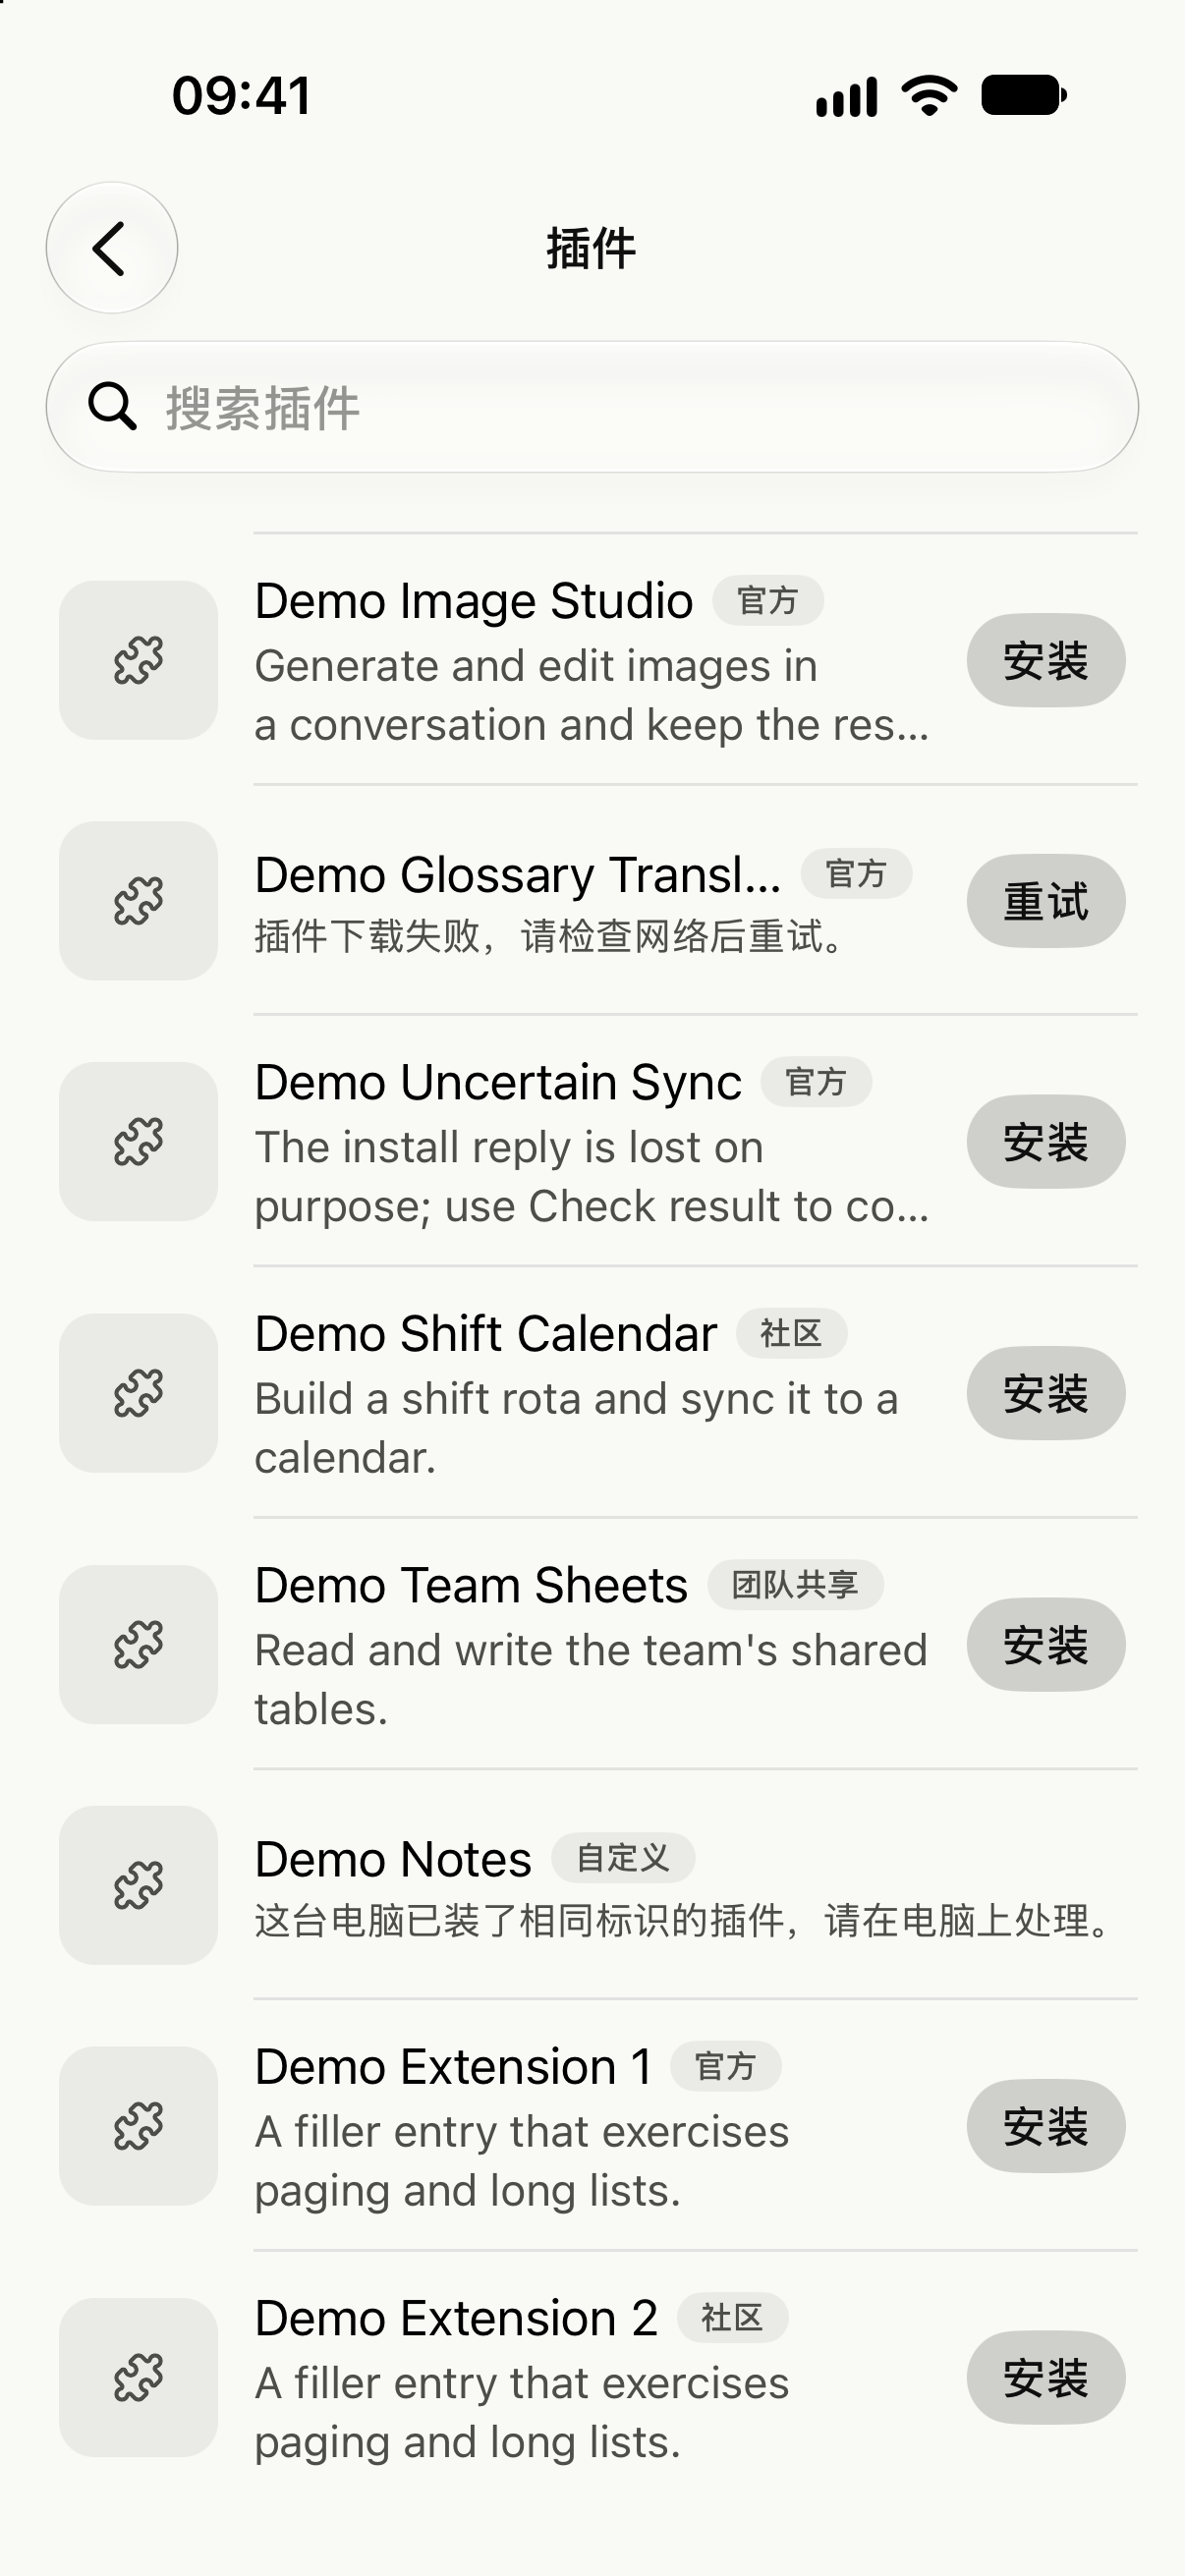 09:41
插件
搜索插件
Demo Image Studio 官方
Generate and edit images in
a conversation and keep the res...
安装
Demo Glossary Transl... 官方
插件下载失败，请检查网络后重试。
重试
Demo Uncertain Sync 官方
The install reply is lost on
purpose; use Check result to co...
安装
Demo Shift Calendar 社区
Build a shift rota and sync it to a
calendar.
安装
Demo Team Sheets 团队共享
Read and write the team's shared
tables.
安装
Demo Notes 自定义
这台电脑已装了相同标识的插件，请在电脑上处理。
Demo Extension 1 官方
A filler entry that exercises
paging and long lists.
安装
Demo Extension 2 社区
A filler entry that exercises
paging and long lists.
安装